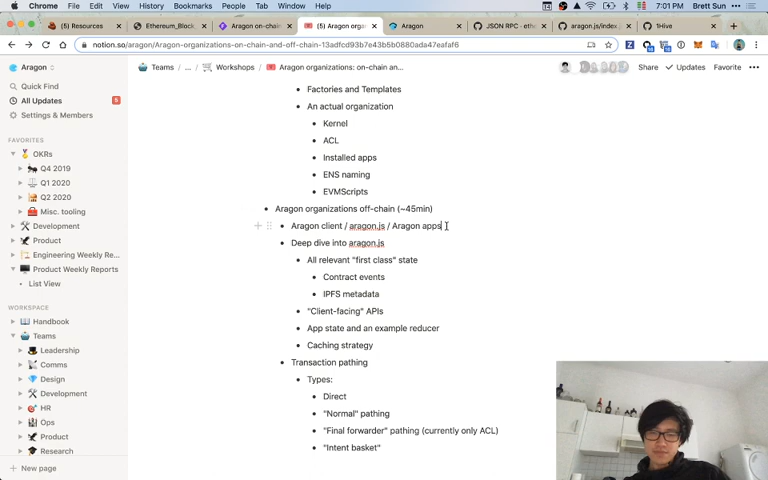 Chrome File Edit View History Bookmarks People Tab Window Help
7:01 PM Brett Sun
(5) Resources
Ethereum_Block
Aragon on-chain
(5) Aragon orga
Aragon
JSON RPC · eth
aragon.js/index.
1Hive
notion.so/aragon/Aragon-organizations-on-chain-and-off-chain-13adfcd93b7e43b5b0880ada47eafaf6
Aragon
Teams / ... / Workshops / Aragon organizations: on-chain an...
Share Updates Favorite
Quick Find
All Updates 5
Settings & Members
FAVORITES
OKRs
Q4 2019
Q1 2020
Q2 2020
Misc. tooling
Development
Product
Engineering Weekly Re...
Product Weekly Reports
List View
WORKSPACE
Handbook
Teams
Leadership
Comms
Design
Development
HR
Ops
Product
Research
New page
Factories and Templates
An actual organization
Kernel
ACL
Installed apps
ENS naming
EVMScripts
Aragon organizations off-chain (~45min)
Aragon client / aragon.js / Aragon apps
Deep dive into aragon.js
All relevant "first class" state
Contract events
IPFS metadata
"Client-facing" APIs
App state and an example reducer
Caching strategy
Transaction pathing
Types:
Direct
"Normal" pathing
"Final forwarder" pathing (currently only ACL)
"Intent basket"